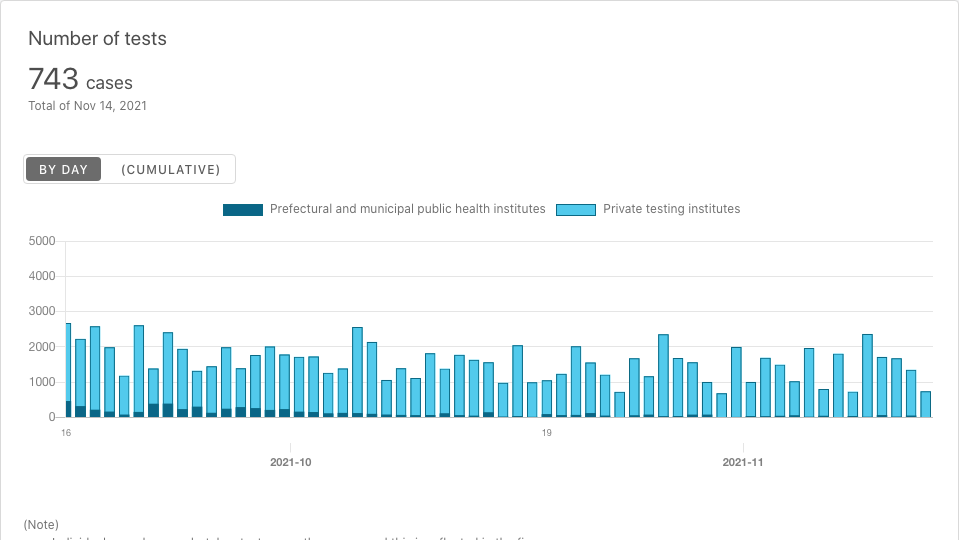 Number of tests
743 cases
Total of Nov 14, 2021
BY DAY (CUMULATIVE)
Prefectural and municipal public health institutes Private testing institutes
5000
4000
3000
2000
1000
0
16 19
2021-10 2021-11
(Note)